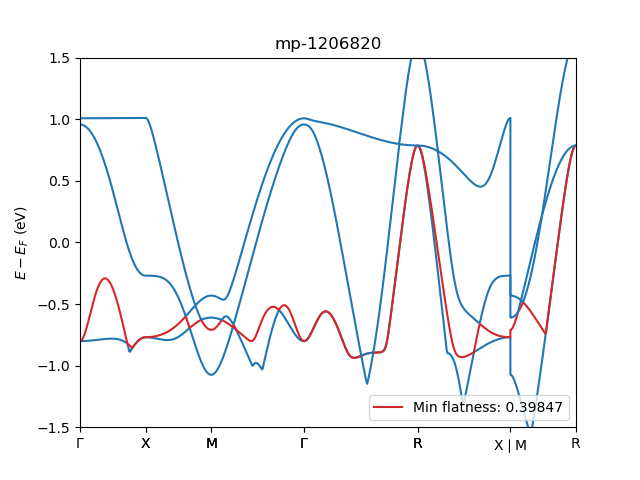 mp-1206820
E − E_F (eV)
1.5
1.0
0.5
0.0
−0.5
−1.0
−1.5
Min flatness: 0.39847
Γ X M Γ R X | M R